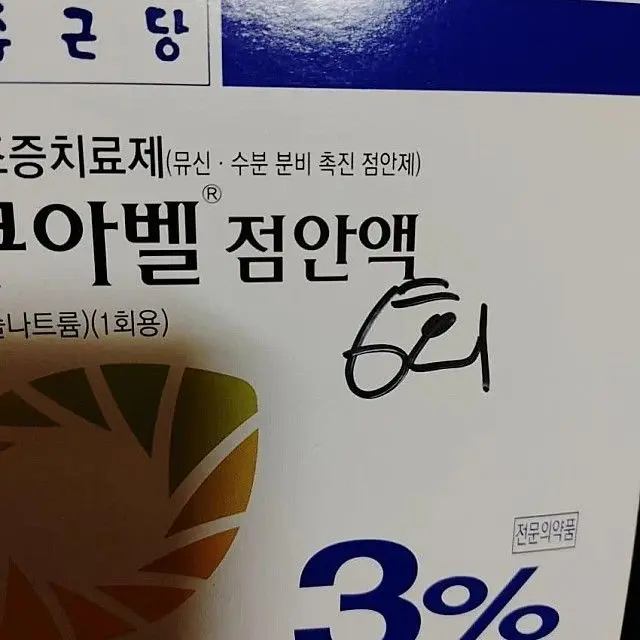 근당
증치료제(뮤신 · 수분 분비 촉진 점안제)
아벨® 점안액
나트륨)(1회용)
전문의약품
3%